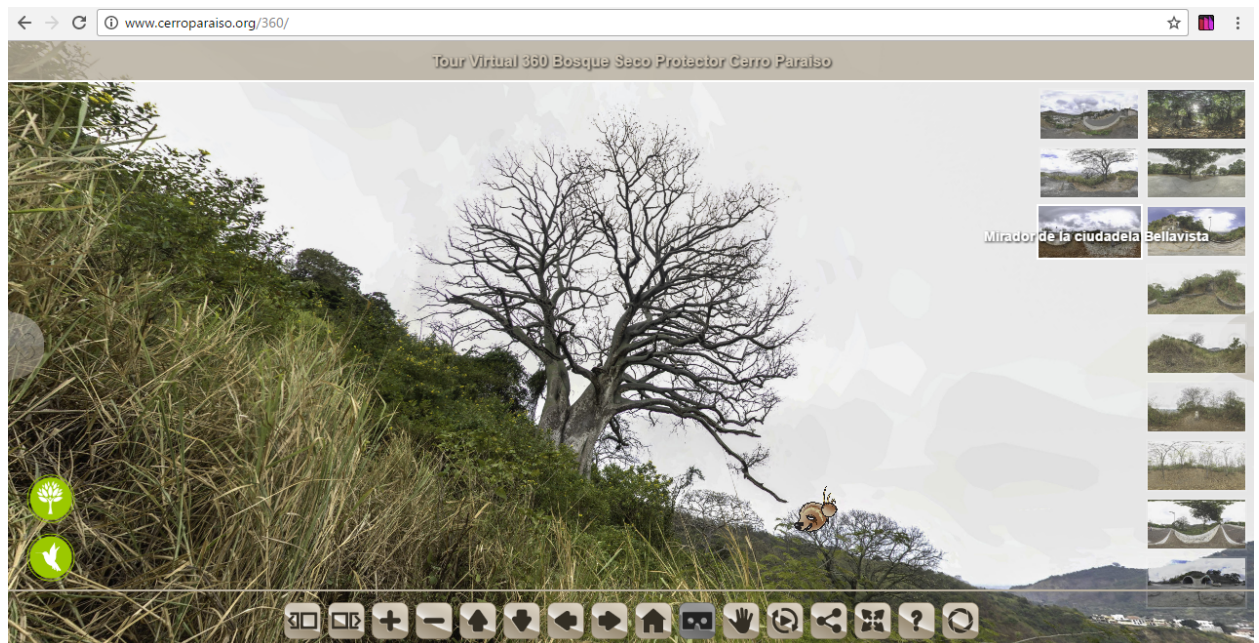 www.cerroparaiso.org/360/
Tour Virtual 360 Bosque Seco Protector Cerro Paraiso
Mirador de la ciudadela Bellavista
?